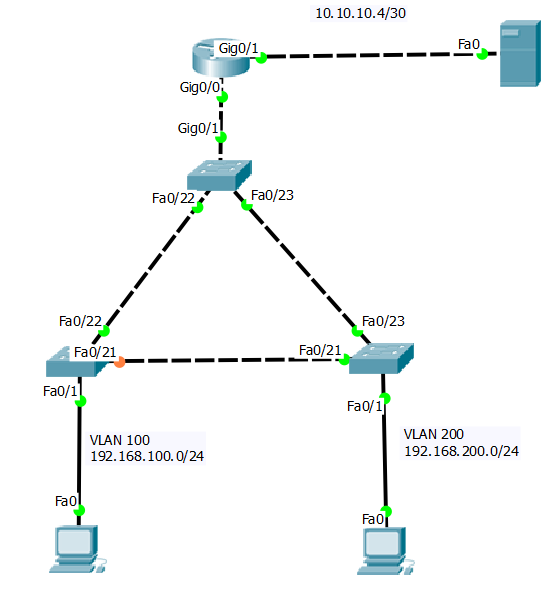 10.10.10.4/30
Gig0/1
Fa0
Gig0/0
Gig0/1
Fa0/22
Fa0/23
Fa0/22
Fa0/23
Fa0/21
Fa0/21
Fa0/1
Fa0/1
VLAN 100
192.168.100.0/24
VLAN 200
192.168.200.0/24
Fa0
Fa0